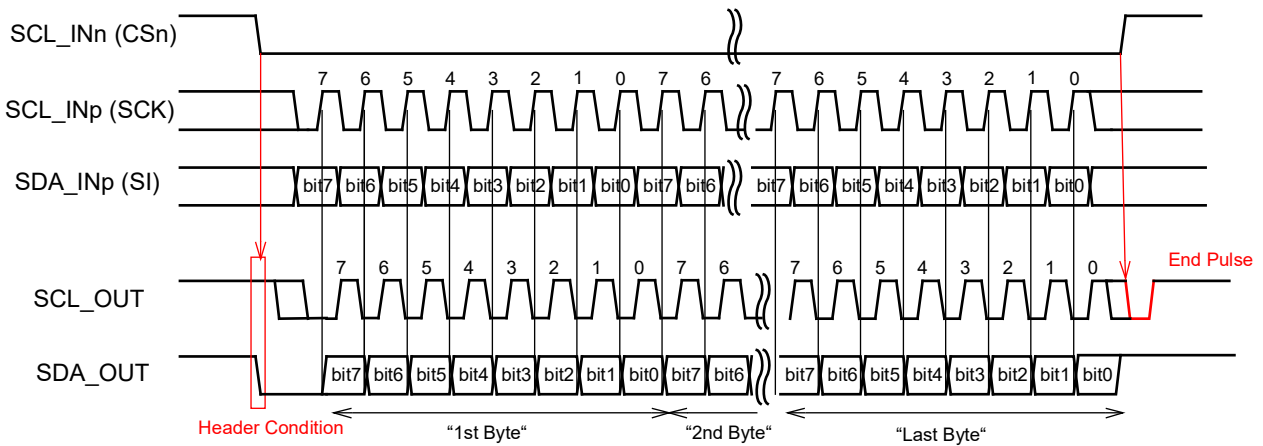 SCL_INn (CSn)
7 6 5 4 3 2 1 0 7 6 7 6 5 4 3 2 1 0
SCL_INp (SCK)
SDA_INp (SI)
bit7 bit6 bit5 bit4 bit3 bit2 bit1 bit0 bit7 bit6 bit7 bit6 bit5 bit4 bit3 bit2 bit1 bit0
End Pulse
7 6 5 4 3 2 1 0 7 6 7 6 5 4 3 2 1 0
SCL_OUT
SDA_OUT
bit7 bit6 bit5 bit4 bit3 bit2 bit1 bit0 bit7 bit6 bit7 bit6 bit5 bit4 bit3 bit2 bit1 bit0
Header Condition
“1st Byte“ “2nd Byte“ “Last Byte“